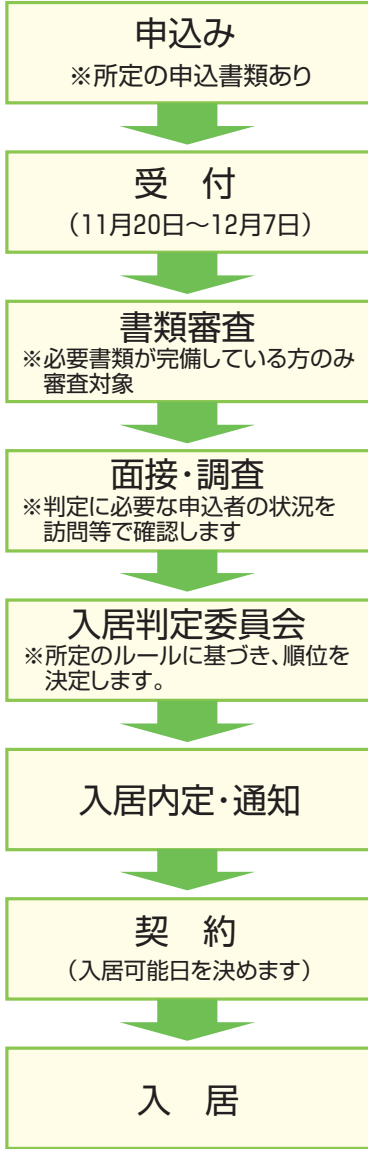 申込み
※所定の申込書類あり
受　付
（11月20日～12月7日）
書類審査
※必要書類が完備している方のみ
審査対象
面接・調査
※判定に必要な申込者の状況を
訪問等で確認します
入居判定委員会
※所定のルールに基づき、順位を
決定します。
入居内定・通知
契　約
（入居可能日を決めます）
入　居